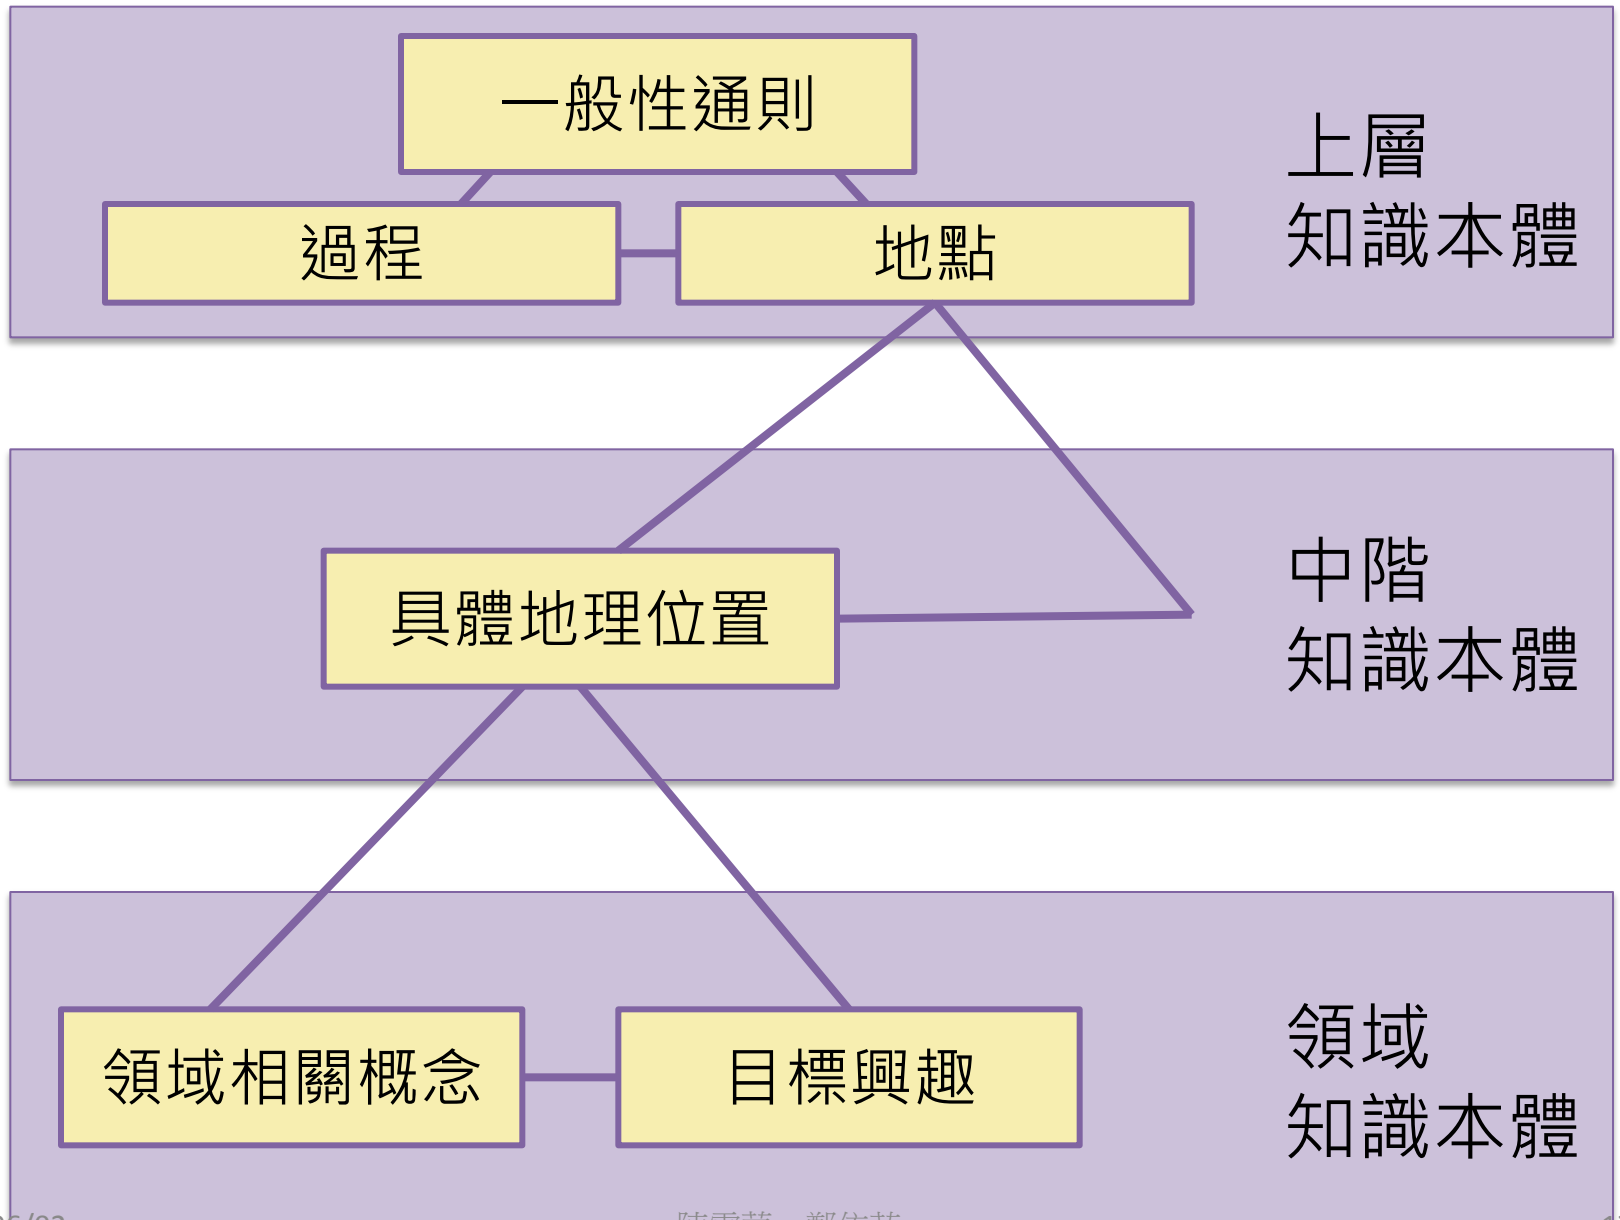 一般性通則
過程
地點
上層
知識本體
具體地理位置
中階
知識本體
領域相關概念
目標興趣
領域
知識本體